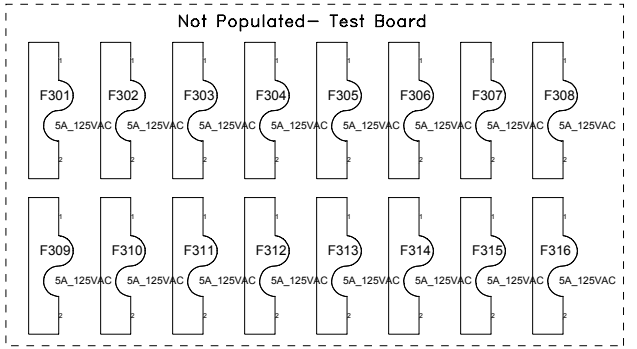 Not Populated– Test Board
1 1 1 1 1 1 1 1
F301 F302 F303 F304 F305 F306 F307 F308
5A_125VAC 5A_125VAC 5A_125VAC 5A_125VAC 5A_125VAC 5A_125VAC 5A_125VAC 5A_125VAC
2 2 2 2 2 2 2 2
1 1 1 1 1 1 1 1
F309 F310 F311 F312 F313 F314 F315 F316
5A_125VAC 5A_125VAC 5A_125VAC 5A_125VAC 5A_125VAC 5A_125VAC 5A_125VAC 5A_125VAC
2 2 2 2 2 2 2 2